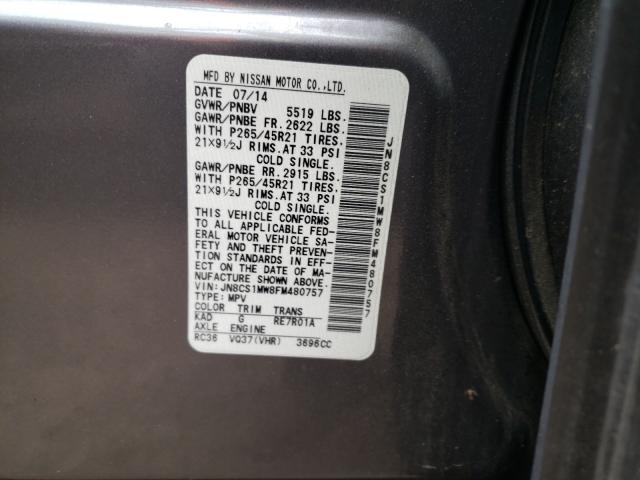 MFD BY NISSAN MOTOR CO.,LTD.
DATE 07/14
GVWR/PNBV 5519 LBS.
GAWR/PNBE FR. 2622 LBS.
WITH P265/45R21 TIRES.
21X9½J RIMS. AT 33 PSI
COLD SINGLE.
GAWR/PNBE RR. 2915 LBS.
WITH P265/45R21 TIRES.
21X9½J RIMS. AT 33 PSI
COLD SINGLE.
THIS VEHICLE CONFORMS
TO ALL APPLICABLE FED-
ERAL MOTOR VEHICLE SA-
FETY AND THEFT PREVEN-
TION STANDARDS IN EFF-
ECT ON THE DATE OF MA-
NUFACTURE SHOWN ABOVE.
VIN: JN8CS1MW8FM480757
TYPE: MPV
COLOR TRIM TRANS
KAD G RE7R01A
AXLE ENGINE
RC36 VQ37(VHR) 3696CC
JN8CS1MW8FM480757